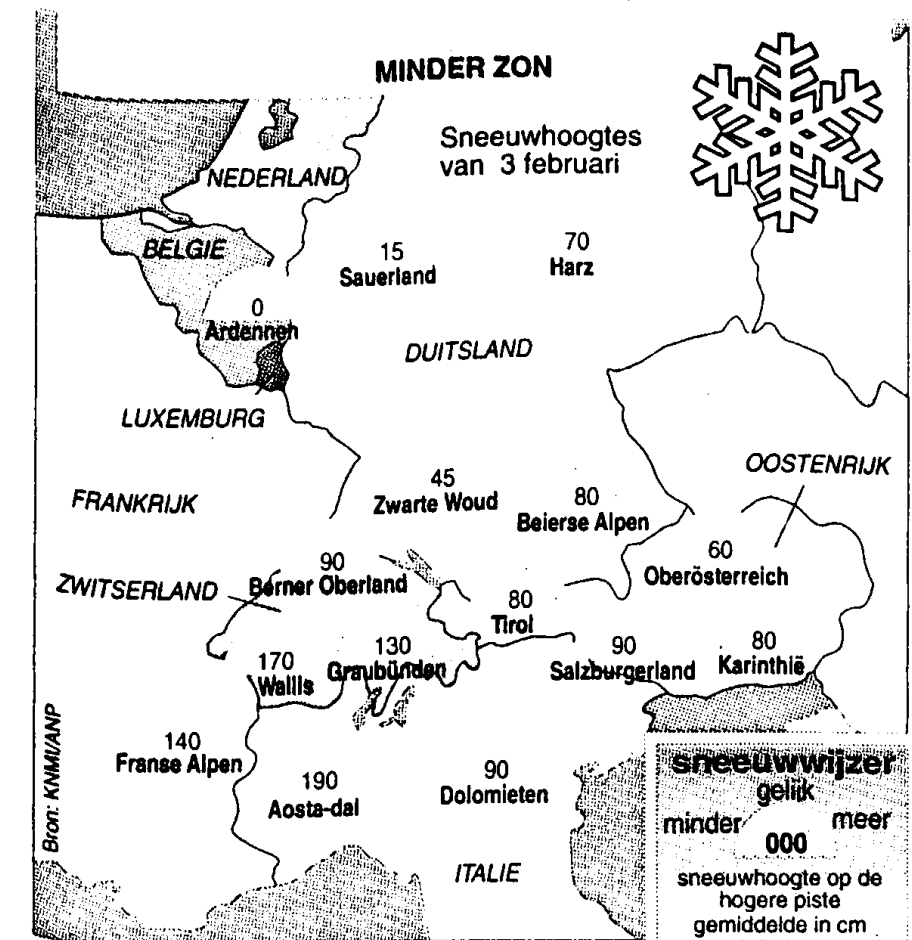 MINDER ZON
Sneeuwhoogtes
van 3 februari
NEDERLAND
BELGIE
15
Sauerland
70
Harz
0
Ardennen
DUITSLAND
LUXEMBURG
OOSTENRIJK
FRANKRIJK
45
Zwarte Woud
80
Beierse Alpen
60
Oberösterreich
ZWITSERLAND
90
Berner Oberland
80
Tirol
170
Wallis
130
Graubünden
90
Salzburgerland
80
Karinthië
140
Franse Alpen
190
Aosta-dal
90
Dolomieten
ITALIE
Bron: KNMI/ANP
sneeuwwijzer
gelijk
minder meer
000
sneeuwhoogte op de
hogere piste
gemiddelde in cm